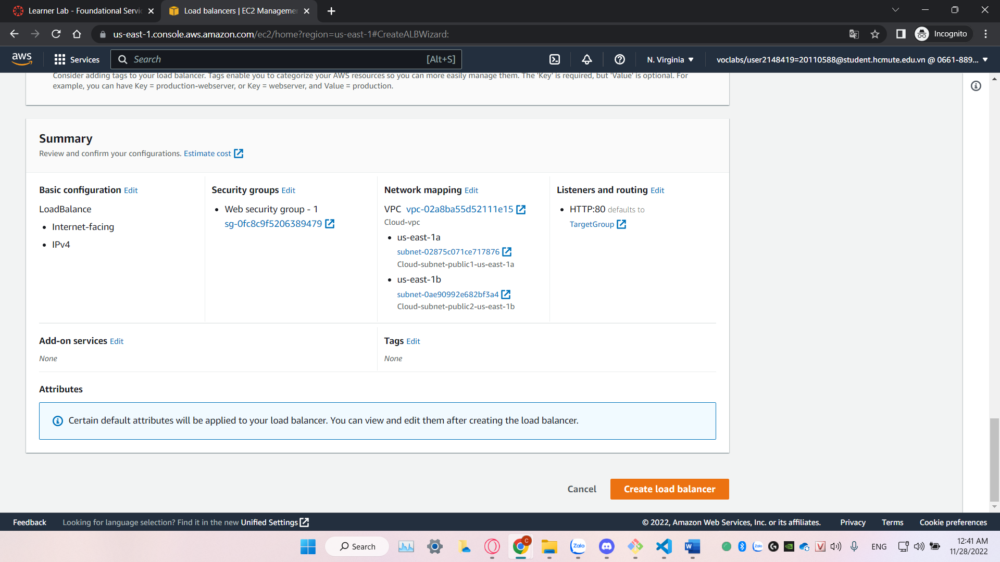 Learner Lab - Foundational Servic
Load balancers | EC2 Managemen
us-east-1.console.aws.amazon.com/ec2/home?region=us-east-1#CreateALBWizard:
Incognito
aws
Services
Search
[Alt+S]
N. Virginia
voclabs/user2148419=20110588@student.hcmute.edu.vn @ 0661-889...
Consider adding tags to your load balancer. Tags enable you to categorize your AWS resources so you can more easily manage them. The 'Key' is required, but 'Value' is optional. For
example, you can have Key = production-webserver, or Key = webserver, and Value = production.
Summary
Review and confirm your configurations. Estimate cost
Basic configuration Edit
LoadBalance
• Internet-facing
• IPv4
Security groups Edit
• Web security group - 1
sg-0fc8c9f5206389479
Network mapping Edit
VPC vpc-02a8ba55d52111e15
Cloud-vpc
• us-east-1a
subnet-02875c071ce717876
Cloud-subnet-public1-us-east-1a
• us-east-1b
subnet-0ae90992e682bf3a4
Cloud-subnet-public2-us-east-1b
Listeners and routing Edit
• HTTP:80 defaults to
TargetGroup
Add-on services Edit
None
Tags Edit
None
Attributes
Certain default attributes will be applied to your load balancer. You can view and edit them after creating the load balancer.
Cancel
Create load balancer
Feedback
Looking for language selection? Find it in the new Unified Settings
© 2022, Amazon Web Services, Inc. or its affiliates.
Privacy
Terms
Cookie preferences
Search
C
Zalo
W
Zalo
V
ENG
12:41 AM
11/28/2022